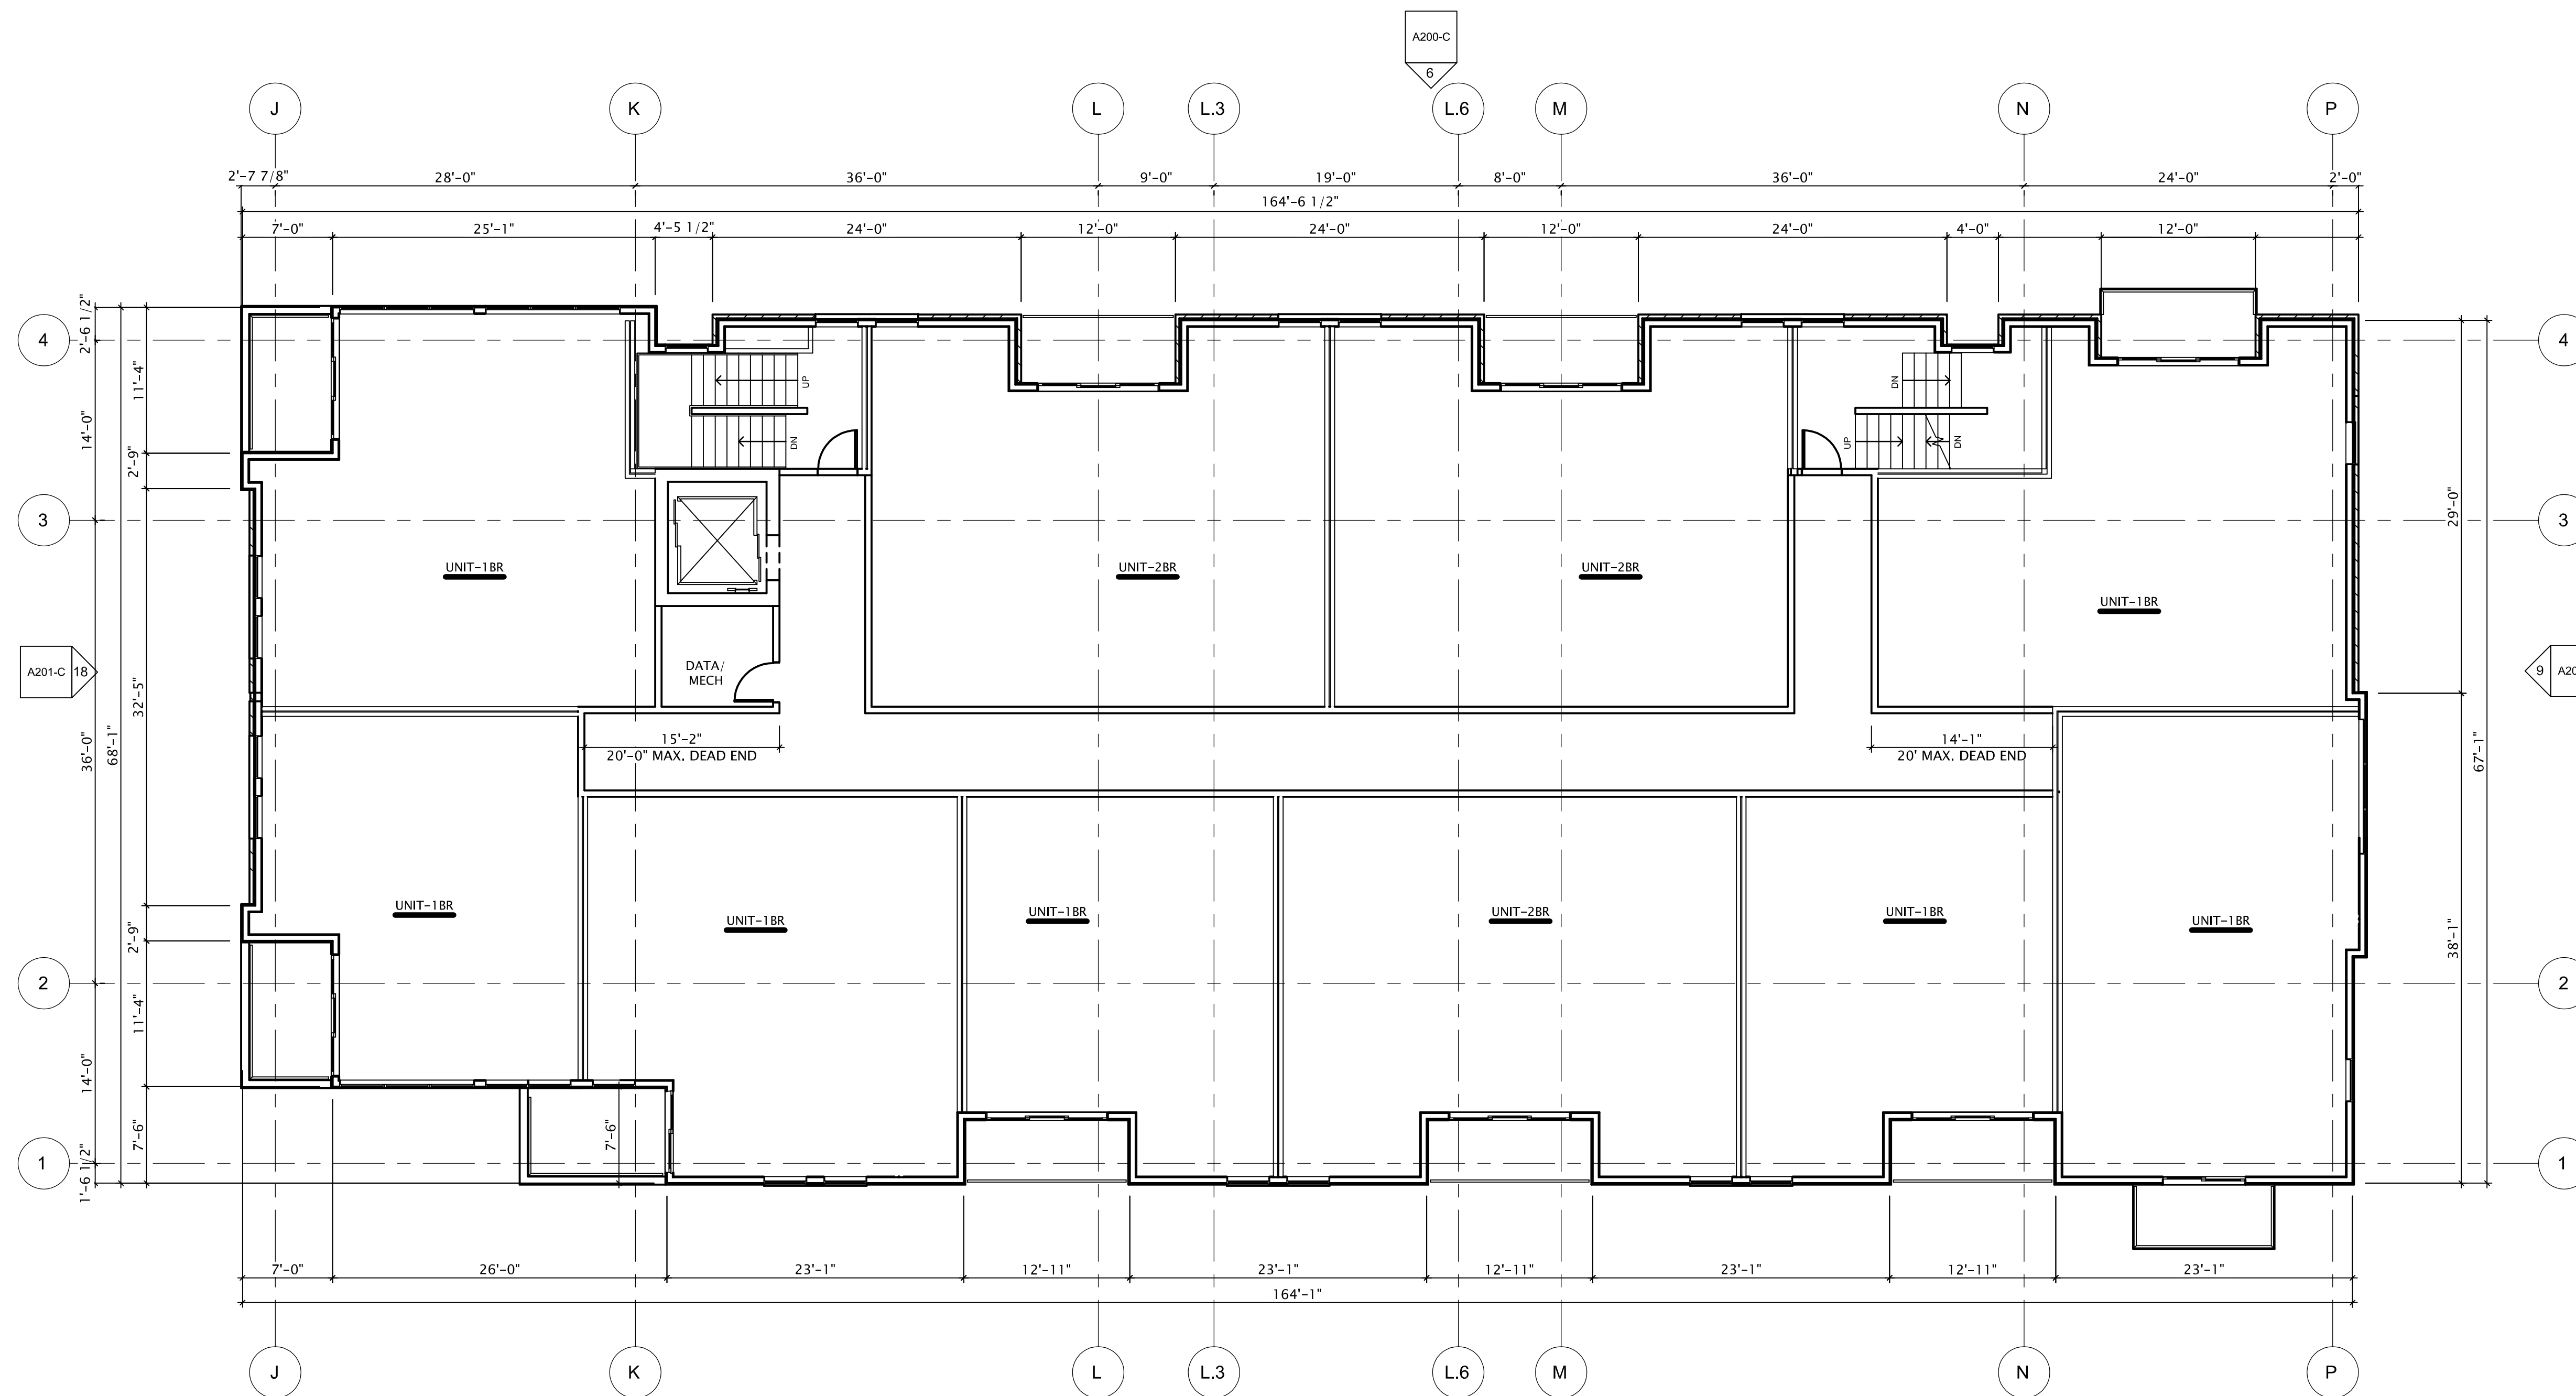 A200-C
6
J K L L.3 L.6 M N P
2'-7 7/8" 28'-0" 36'-0" 9'-0" 19'-0" 8'-0" 36'-0" 24'-0" 2'-0"
164'-6 1/2"
7'-0" 25'-1" 4'-5 1/2" 24'-0" 12'-0" 24'-0" 12'-0" 24'-0" 4'-0" 12'-0"
4 4
2'-6 1/2"
11'-4"
14'-0"
2'-9"
UP
DN
DN
UP DN
3 3
29'-0"
UNIT-1BR UNIT-2BR UNIT-2BR
UNIT-1BR
A201-C 18
DATA/
MECH
9 A20
32'-5"
36'-0"
68'-1"
67'-1"
15'-2"
20'-0" MAX. DEAD END
14'-1"
20' MAX. DEAD END
UNIT-1BR UNIT-1BR UNIT-1BR UNIT-2BR UNIT-1BR UNIT-1BR
2'-9"
38'-1"
2 2
11'-4"
14'-0"
7'-6"
7'-6"
1 1
1'-6 1/2"
7'-0" 26'-0" 23'-1" 12'-11" 23'-1" 12'-11" 23'-1" 12'-11" 23'-1"
164'-1"
J K L L.3 L.6 M N P